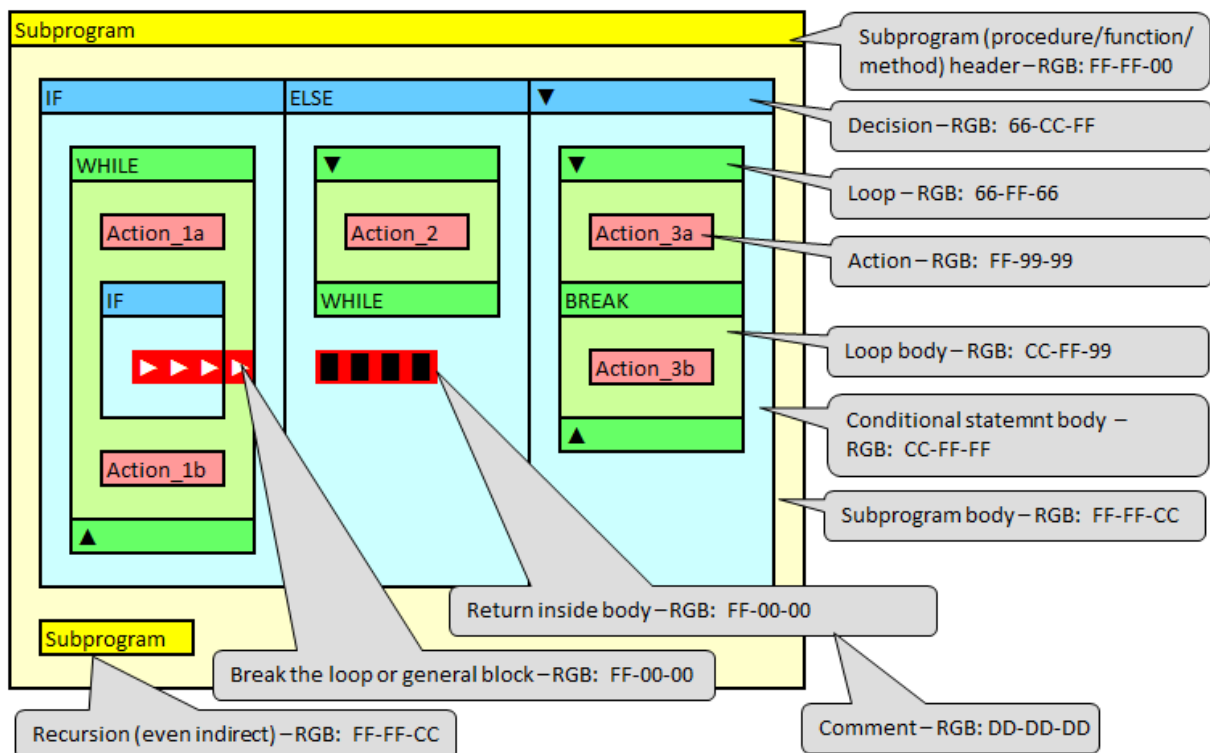 Subprogram
Subprogram (procedure/function/
method) header – RGB: FF-FF-00
IF
ELSE
▼
Decision – RGB: 66-CC-FF
WHILE
▼
▼
Loop – RGB: 66-FF-66
Action_1a
Action_2
Action_3a
Action – RGB: FF-99-99
IF
WHILE
BREAK
Loop body – RGB: CC-FF-99
Action_3b
Conditional statemnt body –
RGB: CC-FF-FF
▲
Action_1b
Subprogram body – RGB: FF-FF-CC
▲
Return inside body – RGB: FF-00-00
Subprogram
Break the loop or general block – RGB: FF-00-00
Recursion (even indirect) – RGB: FF-FF-CC
Comment – RGB: DD-DD-DD